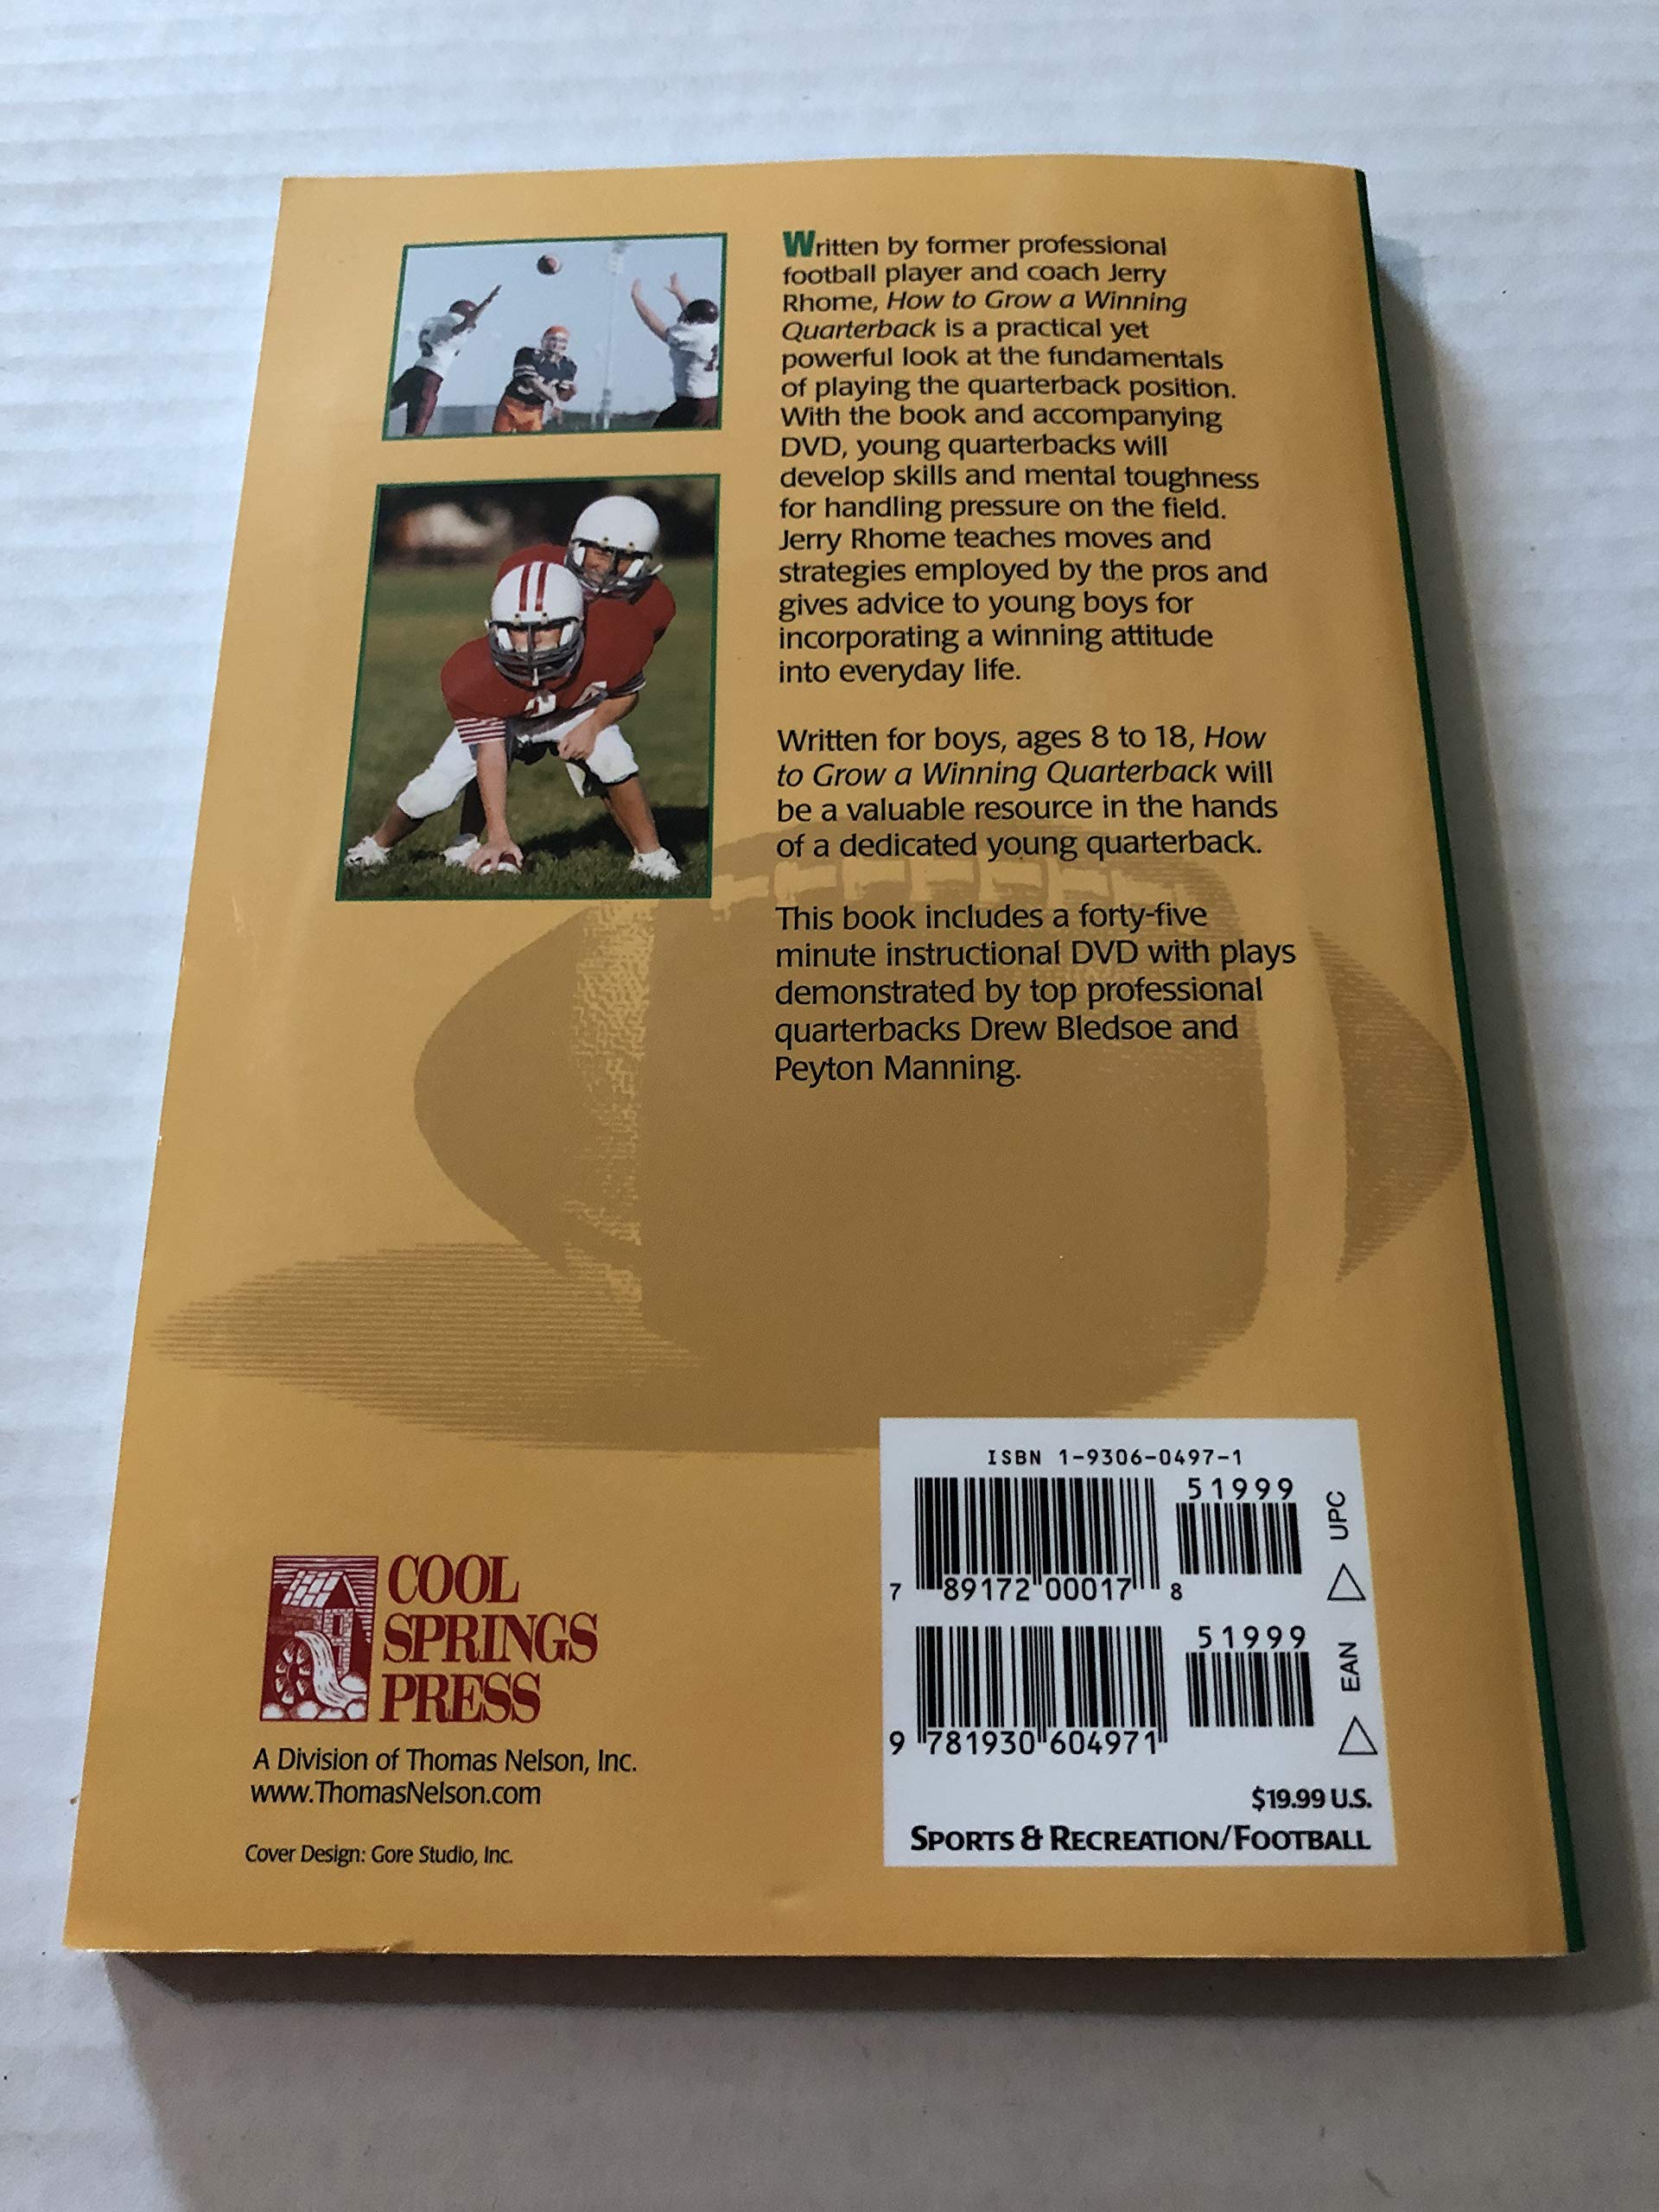 Written by former professional
football player and coach Jerry
Rhome, How to Grow a Winning
Quarterback is a practical yet
powerful look at the fundamentals
of playing the quarterback position.
With the book and accompanying
DVD, young quarterbacks will
develop skills and mental toughness
for handling pressure on the field.
Jerry Rhome teaches moves and
strategies employed by the pros and
gives advice to young boys for
incorporating a winning attitude
into everyday life.
Written for boys, ages 8 to 18, How
to Grow a Winning Quarterback will
be a valuable resource in the hands
of a dedicated young quarterback.
This book includes a forty-five
minute instructional DVD with plays
demonstrated by top professional
quarterbacks Drew Bledsoe and
Peyton Manning.
COOL
SPRINGS
PRESS
A Division of Thomas Nelson, Inc.
www.ThomasNelson.com
Cover Design: Gore Studio, Inc.
ISBN 1-9306-0497-1
51999
7 89172 00017 8
UPC
51999
9 781930 604971
EAN
$19.99 U.S.
SPORTS & RECREATION/FOOTBALL